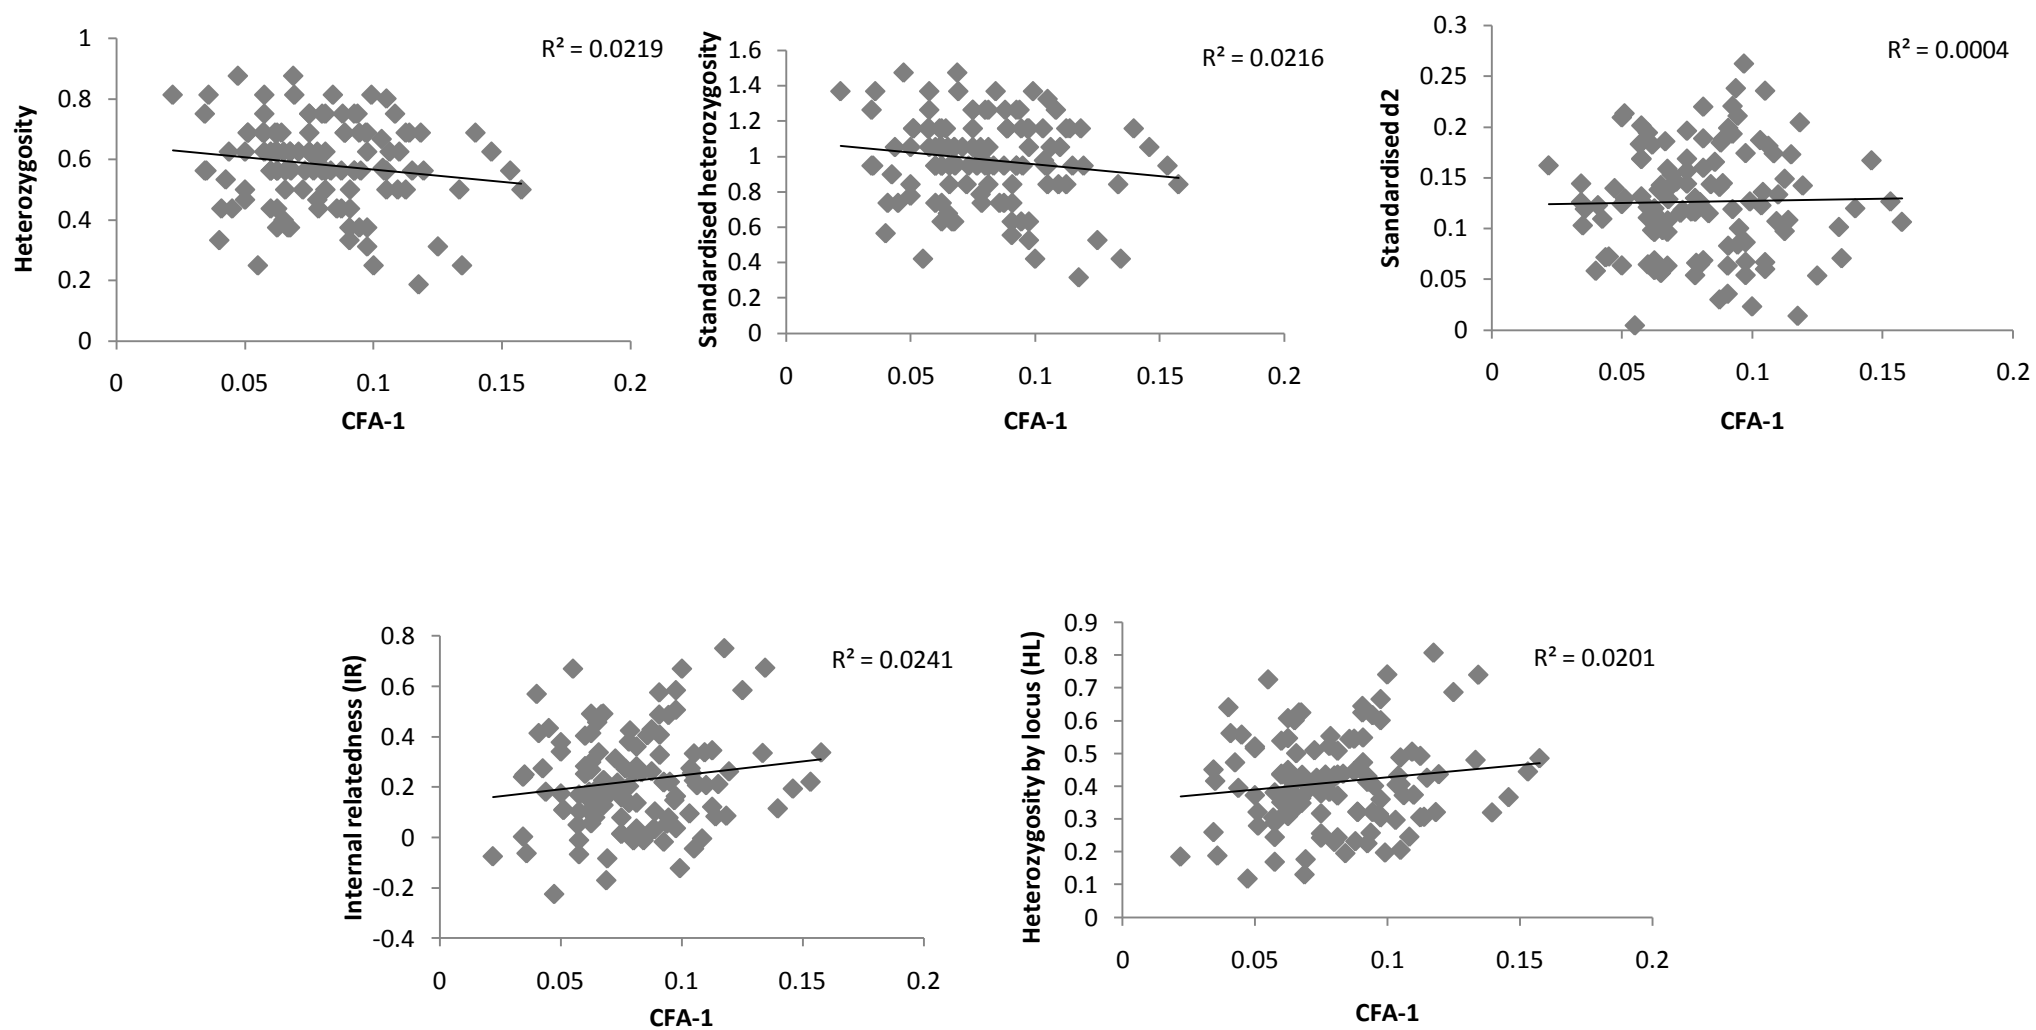 R² = 0.0219
Heterozygosity
1
0.8
0.6
0.4
0.2
0
0 0.05 0.1 0.15 0.2
CFA-1
R² = 0.0216
Standardised heterozygosity
1.6
1.4
1.2
1
0.8
0.6
0.4
0.2
0
0 0.05 0.1 0.15 0.2
CFA-1
R² = 0.0004
Standardised d2
0.3
0.25
0.2
0.15
0.1
0.05
0
0 0.05 0.1 0.15 0.2
CFA-1
R² = 0.0241
Internal relatedness (IR)
0.8
0.6
0.4
0.2
0
-0.2
-0.4
0 0.05 0.1 0.15 0.2
CFA-1
R² = 0.0201
Heterozygosity by locus (HL)
0.9
0.8
0.7
0.6
0.5
0.4
0.3
0.2
0.1
0
0 0.05 0.1 0.15 0.2
CFA-1